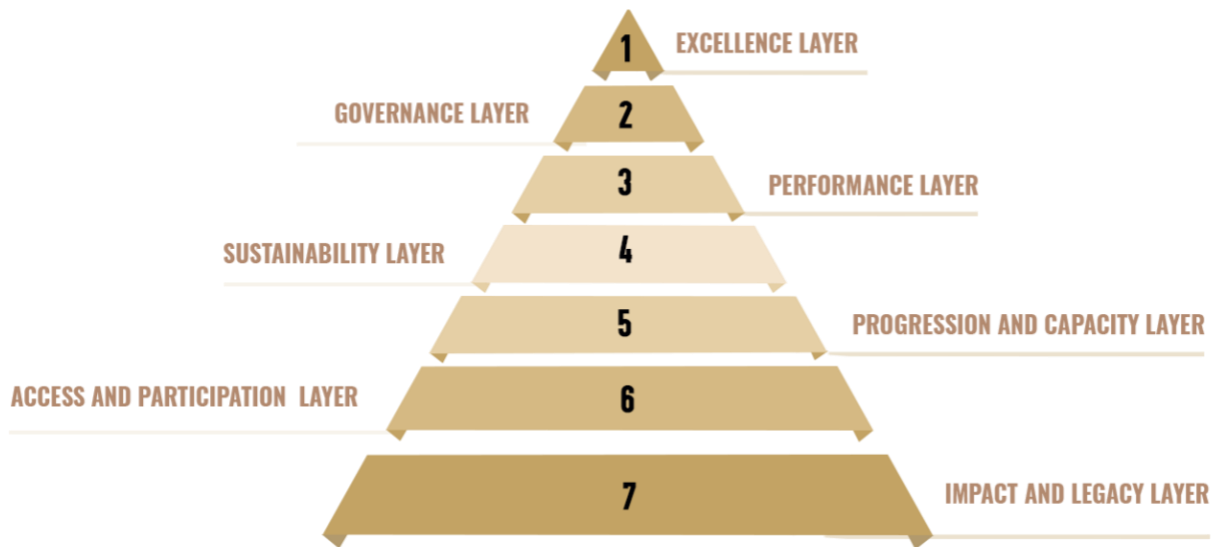 1
EXCELLENCE LAYER
GOVERNANCE LAYER
2
3
PERFORMANCE LAYER
SUSTAINABILITY LAYER
4
5
PROGRESSION AND CAPACITY LAYER
ACCESS AND PARTICIPATION LAYER
6
7
IMPACT AND LEGACY LAYER